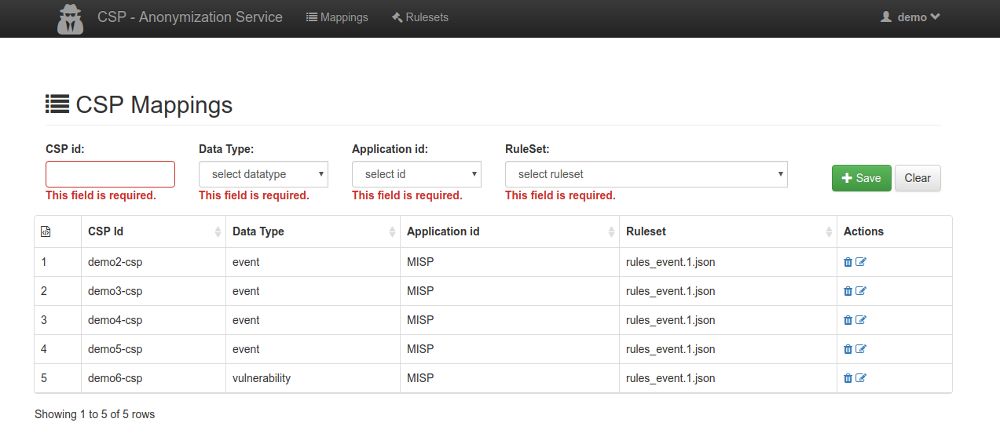 CSP - Anonymization Service Mappings Rulesets demo
CSP Mappings
CSP id: Data Type: Application id: RuleSet:
select datatype select id select ruleset Save Clear
This field is required. This field is required. This field is required. This field is required.
CSP Id Data Type Application id Ruleset Actions
1 demo2-csp event MISP rules_event.1.json
2 demo3-csp event MISP rules_event.1.json
3 demo4-csp event MISP rules_event.1.json
4 demo5-csp event MISP rules_event.1.json
5 demo6-csp vulnerability MISP rules_event.1.json
Showing 1 to 5 of 5 rows